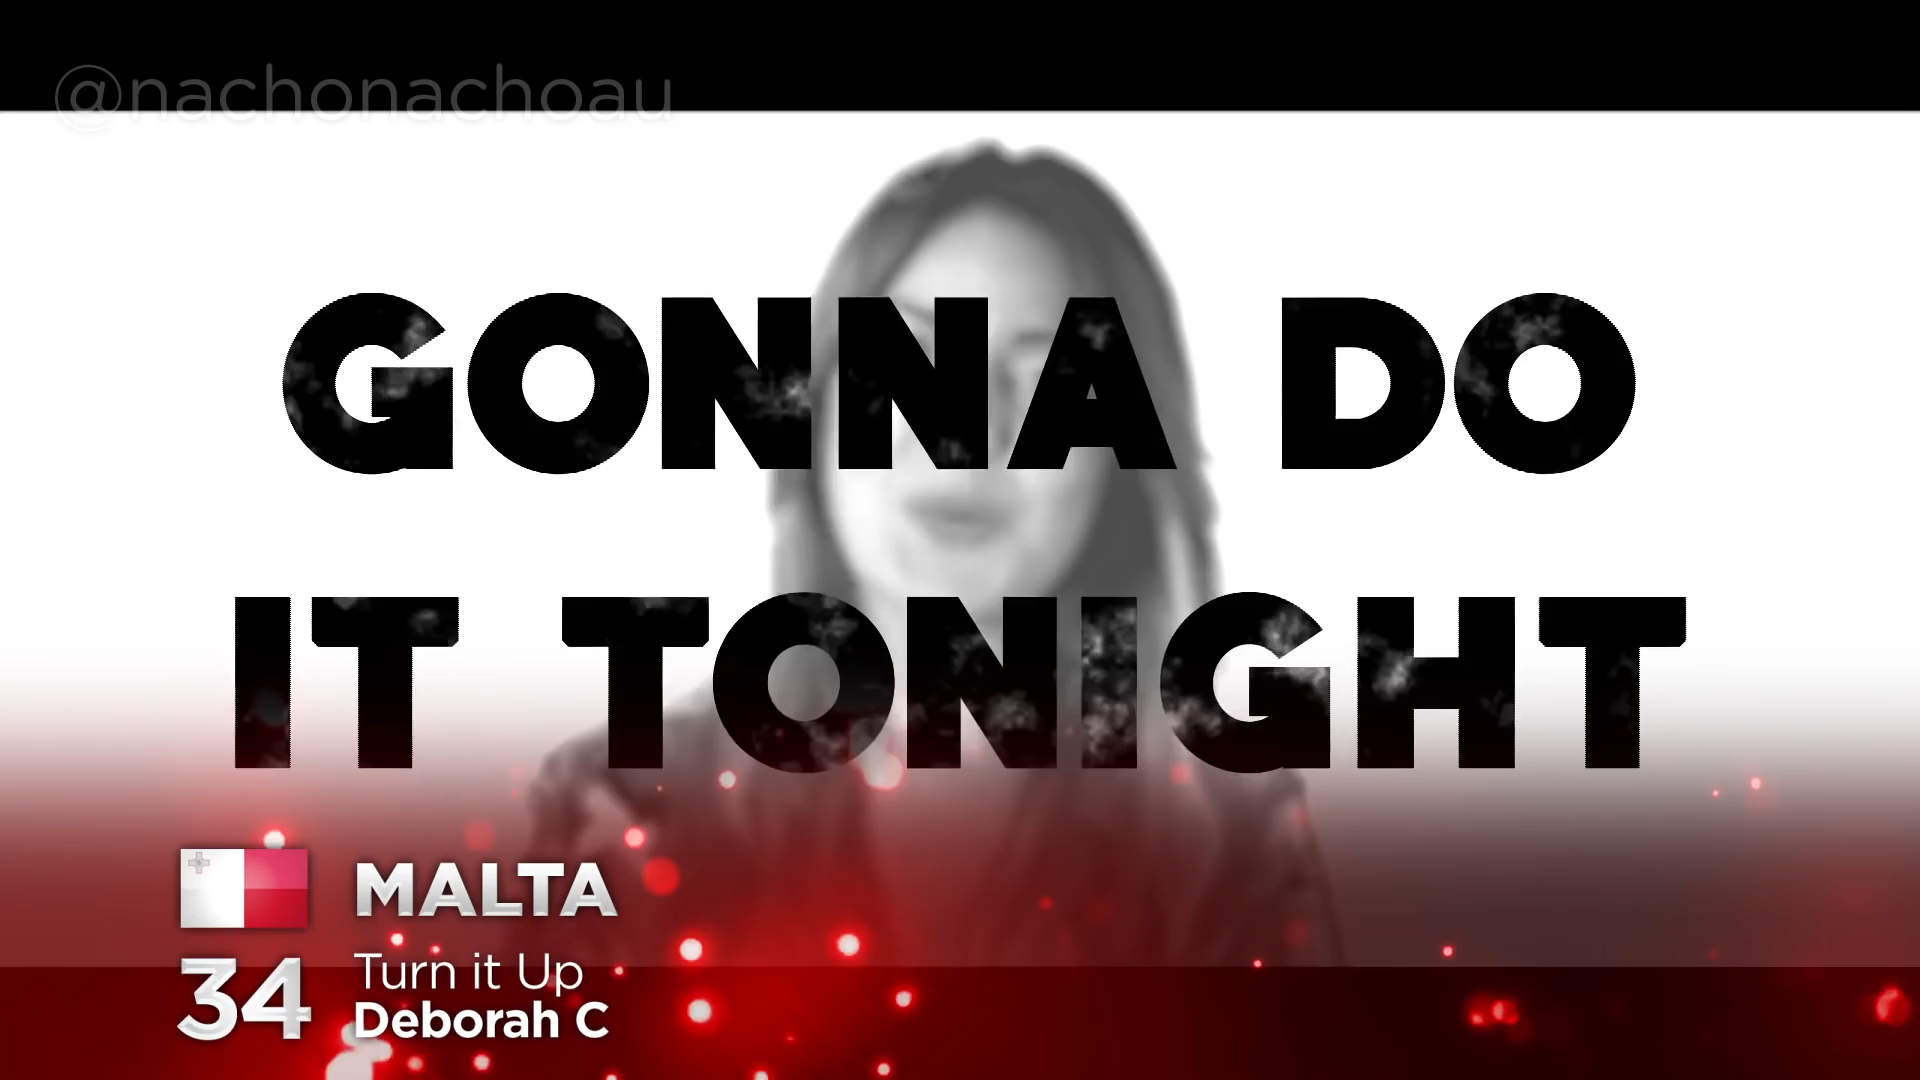 @nachonachoau
GONNA DO
IT TONIGHT
MALTA
34
Turn it Up
Deborah C